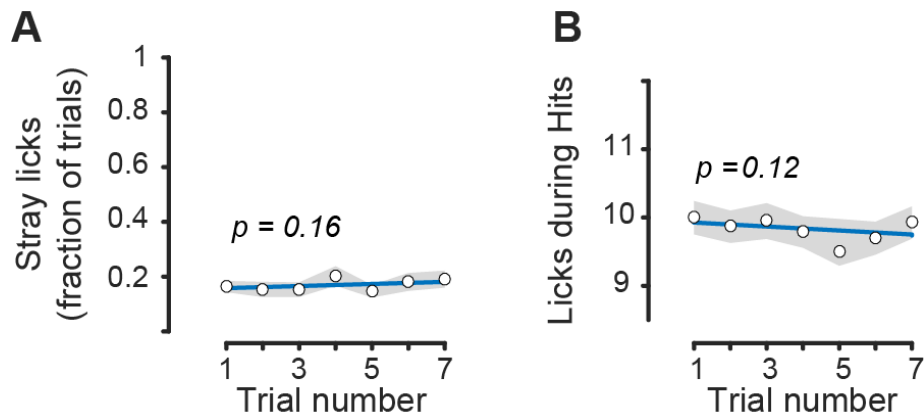 A
Stray licks
(fraction of trials)
1
0.8
0.6
0.4
0.2
p = 0.16
1 3 5 7
Trial number
B
Licks during Hits
11
10
9
p =0.12
1 3 5 7
Trial number